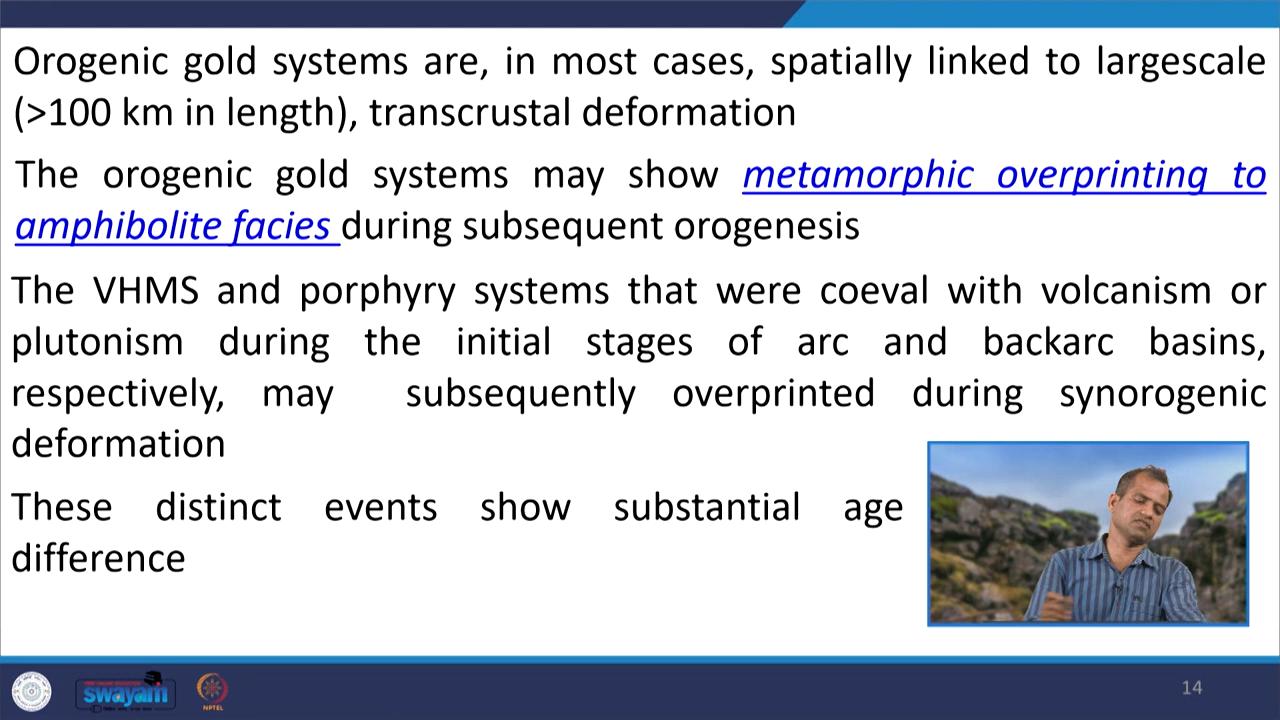 Orogenic gold systems are, in most cases, spatially linked to largescale
(>100 km in length), transcrustal deformation
The orogenic gold systems may show metamorphic overprinting to
amphibolite facies during subsequent orogenesis
The VHMS and porphyry systems that were coeval with volcanism or
plutonism during the initial stages of arc and backarc basins,
respectively, may subsequently overprinted during synorogenic
deformation
These distinct events show substantial age
difference
swayam
NPTEL
14